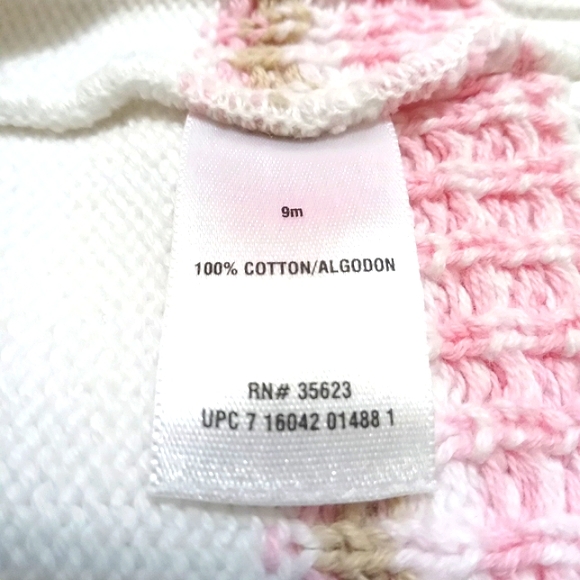 9m
100% COTTON/ALGODON
RN# 35623
UPC 7 16042 01488 1